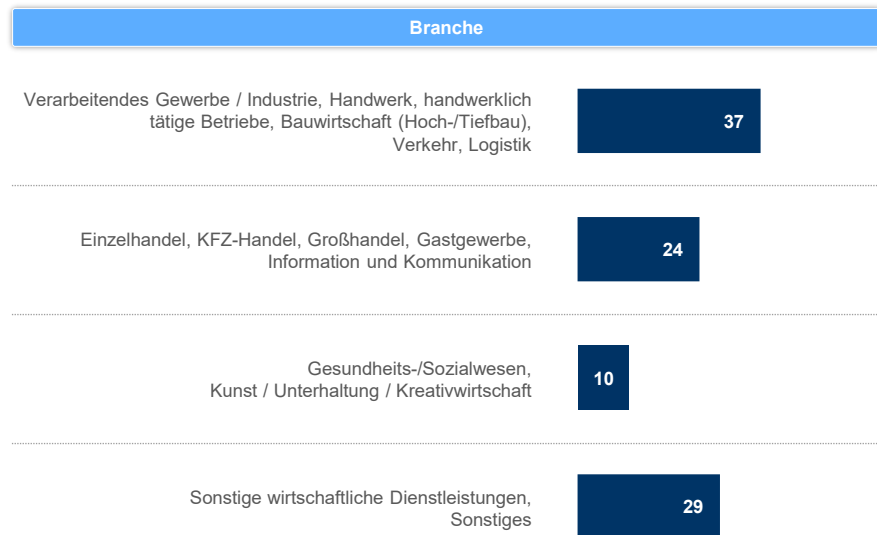 Branche
Verarbeitendes Gewerbe / Industrie, Handwerk, handwerklich
tätige Betriebe, Bauwirtschaft (Hoch-/Tiefbau),
Verkehr, Logistik
37
Einzelhandel, KFZ-Handel, Großhandel, Gastgewerbe,
Information und Kommunikation
24
Gesundheits-/Sozialwesen,
Kunst / Unterhaltung / Kreativwirtschaft
10
Sonstige wirtschaftliche Dienstleistungen,
Sonstiges
29